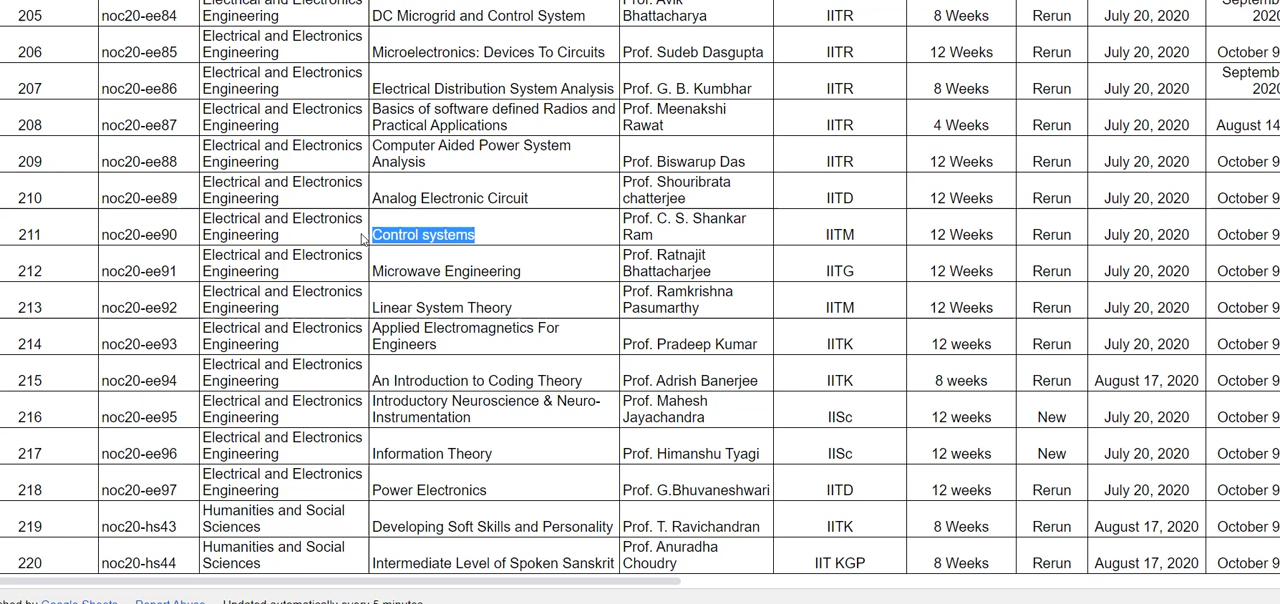 Electrical and Electronics Prof. Avik Septemb
205 noc20-ee84 Engineering DC Microgrid and Control System Bhattacharya IITR 8 Weeks Rerun July 20, 2020 2020
Electrical and Electronics
206 noc20-ee85 Engineering Microelectronics: Devices To Circuits Prof. Sudeb Dasgupta IITR 12 Weeks Rerun July 20, 2020 October 9
Electrical and Electronics Septemb
207 noc20-ee86 Engineering Electrical Distribution System Analysis Prof. G. B. Kumbhar IITR 8 Weeks Rerun July 20, 2020 2020
Electrical and Electronics Basics of software defined Radios and Prof. Meenakshi
208 noc20-ee87 Engineering Practical Applications Rawat IITR 4 Weeks Rerun July 20, 2020 August 14
Electrical and Electronics Computer Aided Power System
209 noc20-ee88 Engineering Analysis Prof. Biswarup Das IITR 12 Weeks Rerun July 20, 2020 October 9
Electrical and Electronics Prof. Shouribrata
210 noc20-ee89 Engineering Analog Electronic Circuit chatterjee IITD 12 Weeks Rerun July 20, 2020 October 9
Electrical and Electronics Prof. C. S. Shankar
211 noc20-ee90 Engineering Control systems Ram IITM 12 Weeks Rerun July 20, 2020 October 9
Electrical and Electronics Prof. Ratnajit
212 noc20-ee91 Engineering Microwave Engineering Bhattacharjee IITG 12 Weeks Rerun July 20, 2020 October 9
Electrical and Electronics Prof. Ramkrishna
213 noc20-ee92 Engineering Linear System Theory Pasumarthy IITM 12 Weeks Rerun July 20, 2020 October 9
Electrical and Electronics Applied Electromagnetics For
214 noc20-ee93 Engineering Engineers Prof. Pradeep Kumar IITK 12 weeks Rerun July 20, 2020 October 9
Electrical and Electronics
215 noc20-ee94 Engineering An Introduction to Coding Theory Prof. Adrish Banerjee IITK 8 weeks Rerun August 17, 2020 October 9
Electrical and Electronics Introductory Neuroscience & Neuro- Prof. Mahesh
216 noc20-ee95 Engineering Instrumentation Jayachandra IISc 12 weeks New July 20, 2020 October 9
Electrical and Electronics
217 noc20-ee96 Engineering Information Theory Prof. Himanshu Tyagi IISc 12 weeks New July 20, 2020 October 9
Electrical and Electronics
218 noc20-ee97 Engineering Power Electronics Prof. G.Bhuvaneshwari IITD 12 weeks Rerun July 20, 2020 October 9
Humanities and Social
219 noc20-hs43 Sciences Developing Soft Skills and Personality Prof. T. Ravichandran IITK 8 Weeks Rerun August 17, 2020 October 9
Humanities and Social Prof. Anuradha
220 noc20-hs44 Sciences Intermediate Level of Spoken Sanskrit Choudry IIT KGP 8 Weeks Rerun August 17, 2020 October 9
shed by Google Sheets Report Abuse Updated automatically every 5 minutes